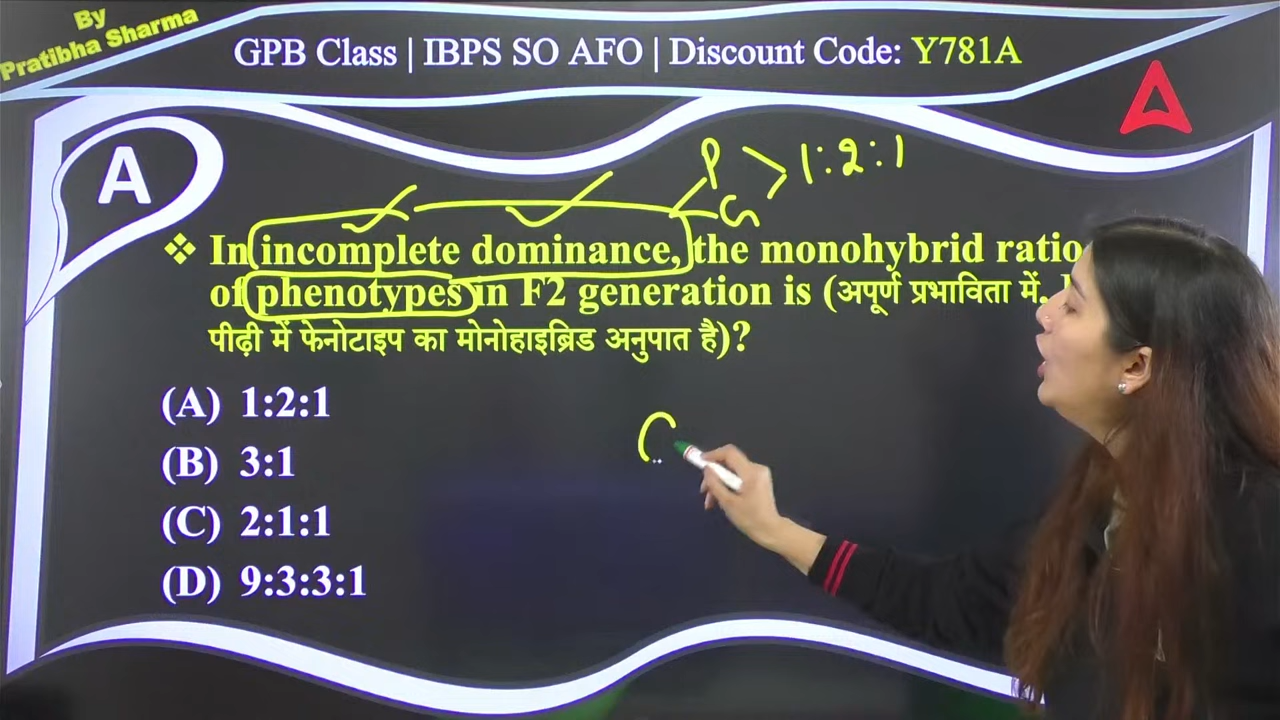 By
Pratibha Sharma
GPB Class | IBPS SO AFO | Discount Code: Y781A
A
P
G > 1:2:1
❖ In incomplete dominance, the monohybrid ratio
of phenotypes in F2 generation is (अपूर्ण प्रभाविता में,
पीढ़ी में फेनोटाइप का मोनोहाइब्रिड अनुपात है)?
(A) 1:2:1
(B) 3:1
(C) 2:1:1
(D) 9:3:3:1